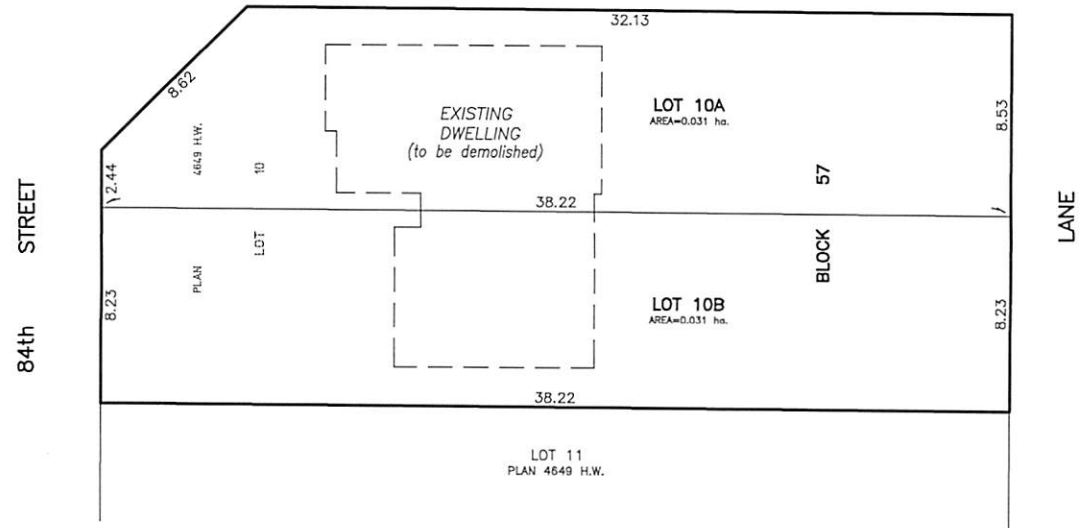 32.13
8.62
EXISTING
DWELLING
(to be demolished)
LOT 10A
AREA=0.031 ha.
8.53
4649 H.W.
10
57
2.44
38.22
84th STREET
LANE
PLAN
LOT
BLOCK
8.23
LOT 10B
AREA=0.031 ha.
8.23
38.22
LOT 11
PLAN 4649 H.W.